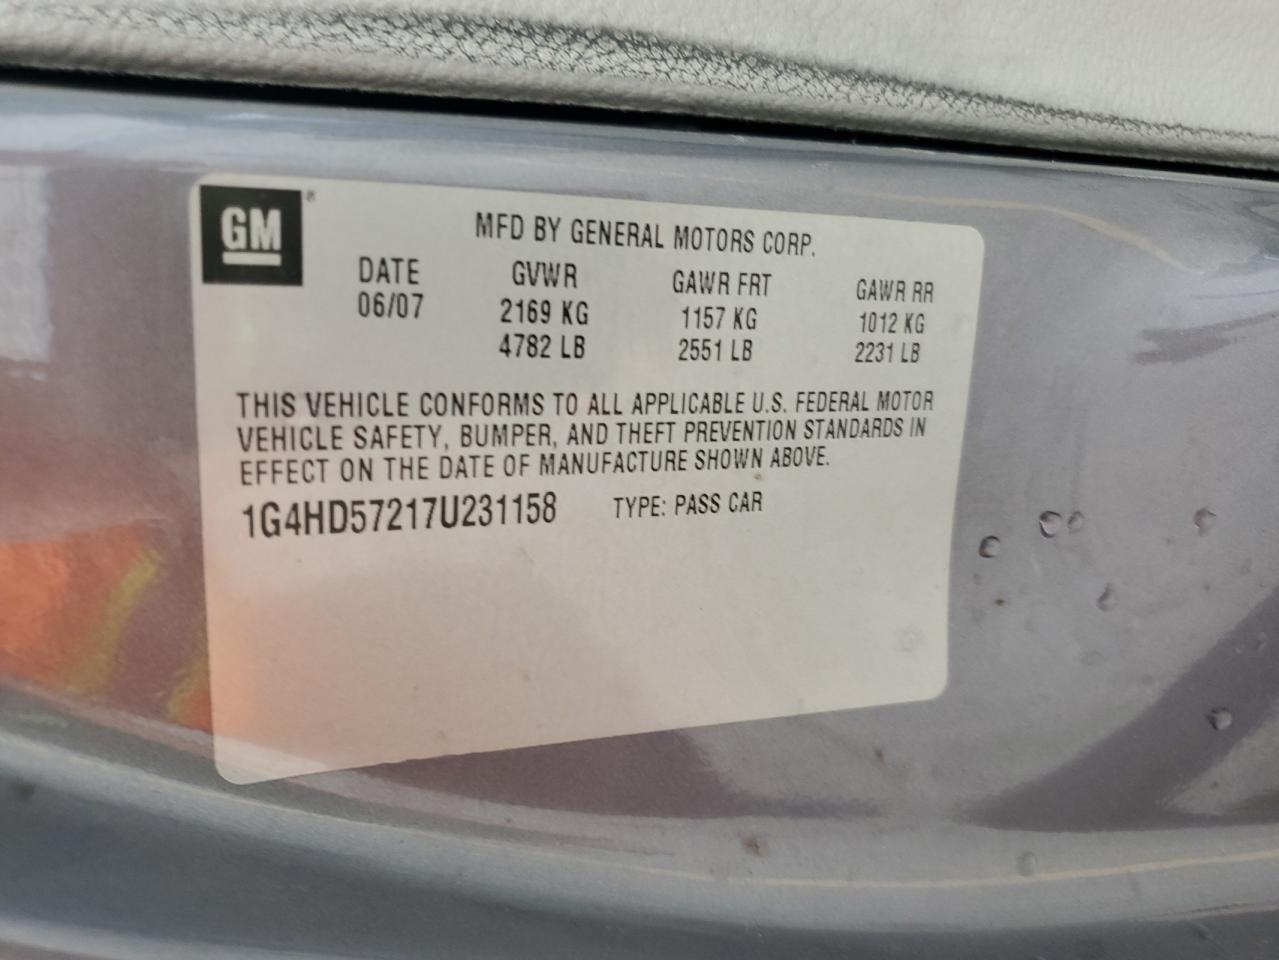 GM ®
MFD BY GENERAL MOTORS CORP.
DATE GVWR GAWR FRT GAWR RR
06/07 2169 KG 1157 KG 1012 KG
4782 LB 2551 LB 2231 LB
THIS VEHICLE CONFORMS TO ALL APPLICABLE U.S. FEDERAL MOTOR
VEHICLE SAFETY, BUMPER, AND THEFT PREVENTION STANDARDS IN
EFFECT ON THE DATE OF MANUFACTURE SHOWN ABOVE.
1G4HD57217U231158 TYPE: PASS CAR